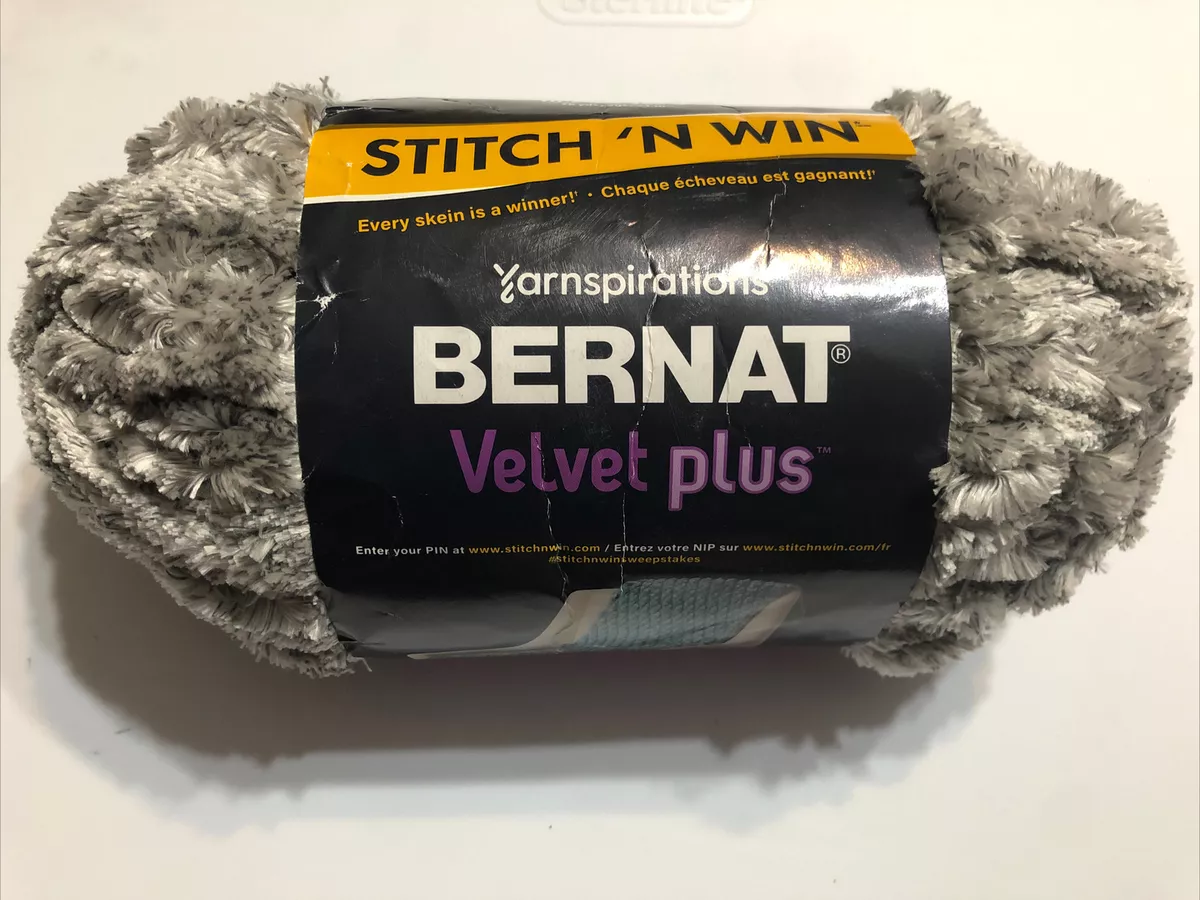 Sterilite
STITCH 'N WIN
Every skein is a winner!† · Chaque écheveau est gagnant!†
Yarnspirations
BERNAT®
Velvet plus™
Enter your PIN at www.stitchnwin.com / Entrez votre NIP sur www.stitchnwin.com/fr
#stitchnwinsweepstakes